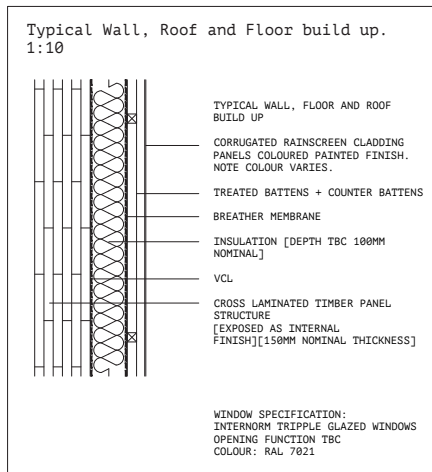 Typical Wall, Roof and Floor build up.
1:10
TYPICAL WALL, FLOOR AND ROOF
BUILD UP
CORRUGATED RAINSCREEN CLADDING
PANELS COLOURED PAINTED FINISH.
NOTE COLOUR VARIES.
TREATED BATTENS + COUNTER BATTENS
BREATHER MEMBRANE
INSULATION [DEPTH TBC 100MM
NOMINAL]
VCL
CROSS LAMINATED TIMBER PANEL
STRUCTURE
[EXPOSED AS INTERNAL
FINISH][150MM NOMINAL THICKNESS]
WINDOW SPECIFICATION:
INTERNORM TRIPPLE GLAZED WINDOWS
OPENING FUNCTION TBC
COLOUR: RAL 7021